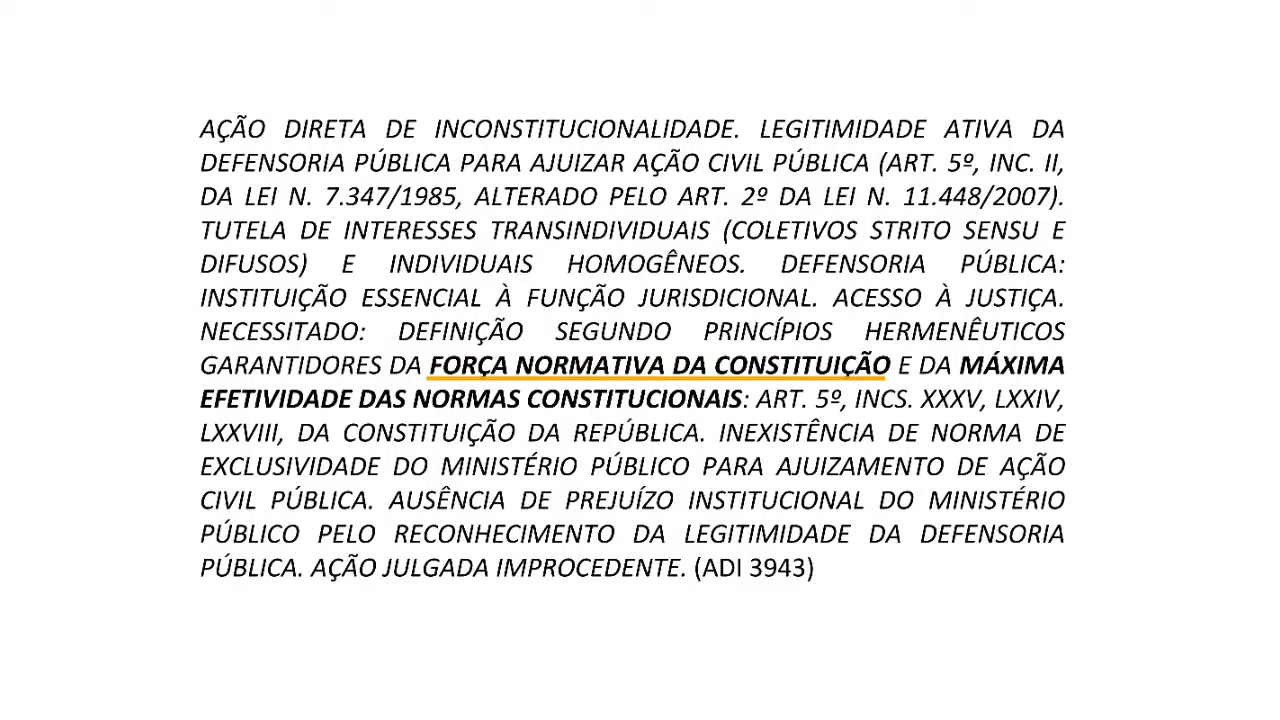 AÇÃO DIRETA DE INCONSTITUCIONALIDADE. LEGITIMIDADE ATIVA DA
DEFENSORIA PÚBLICA PARA AJUIZAR AÇÃO CIVIL PÚBLICA (ART. 5º, INC. II,
DA LEI N. 7.347/1985, ALTERADO PELO ART. 2º DA LEI N. 11.448/2007).
TUTELA DE INTERESSES TRANSINDIVIDUAIS (COLETIVOS STRITO SENSU E
DIFUSOS) E INDIVIDUAIS HOMOGÊNEOS. DEFENSORIA PÚBLICA:
INSTITUIÇÃO ESSENCIAL À FUNÇÃO JURISDICIONAL. ACESSO À JUSTIÇA.
NECESSITADO: DEFINIÇÃO SEGUNDO PRINCÍPIOS HERMENÊUTICOS
GARANTIDORES DA FORÇA NORMATIVA DA CONSTITUIÇÃO E DA MÁXIMA
EFETIVIDADE DAS NORMAS CONSTITUCIONAIS: ART. 5º, INCS. XXXV, LXXIV,
LXXVIII, DA CONSTITUIÇÃO DA REPÚBLICA. INEXISTÊNCIA DE NORMA DE
EXCLUSIVIDADE DO MINISTÉRIO PÚBLICO PARA AJUIZAMENTO DE AÇÃO
CIVIL PÚBLICA. AUSÊNCIA DE PREJUÍZO INSTITUCIONAL DO MINISTÉRIO
PÚBLICO PELO RECONHECIMENTO DA LEGITIMIDADE DA DEFENSORIA
PÚBLICA. AÇÃO JULGADA IMPROCEDENTE. (ADI 3943)